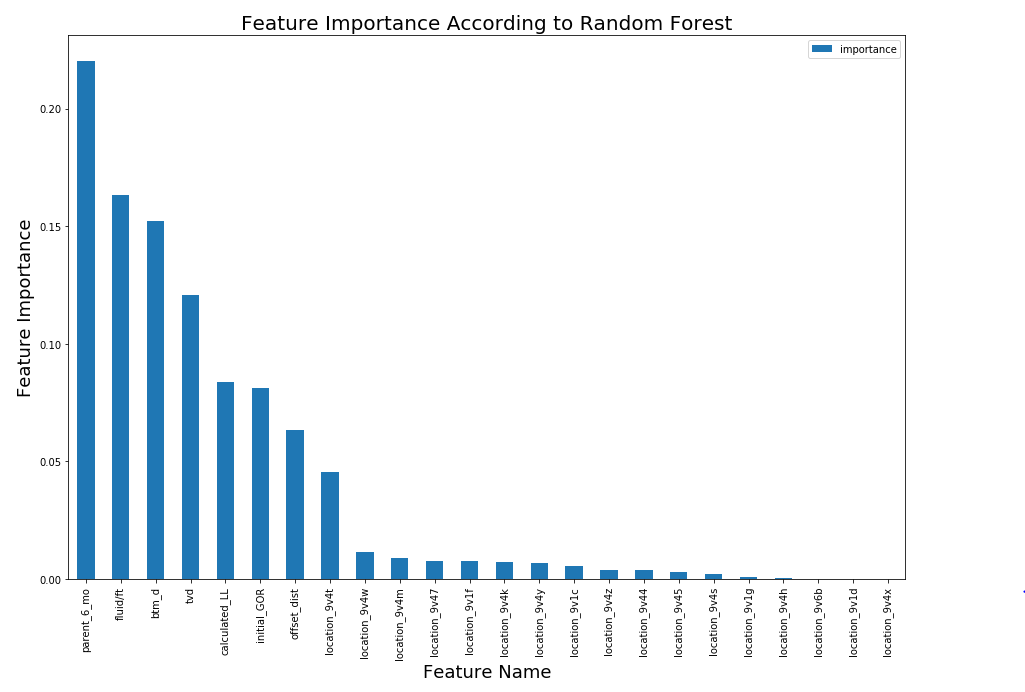 Feature Importance According to Random Forest
importance
Feature Importance
0.20
0.15
0.10
0.05
0.00
parent_6_mo
fluid/ft
btm_d
tvd
calculated_LL
initial_GOR
offset_dist
location_9v4t
location_9v4w
location_9v4m
location_9v47
location_9v1f
location_9v4k
location_9v4y
location_9v1c
location_9v4z
location_9v44
location_9v45
location_9v4s
location_9v1g
location_9v4h
location_9v6b
location_9v1d
location_9v4x
Feature Name